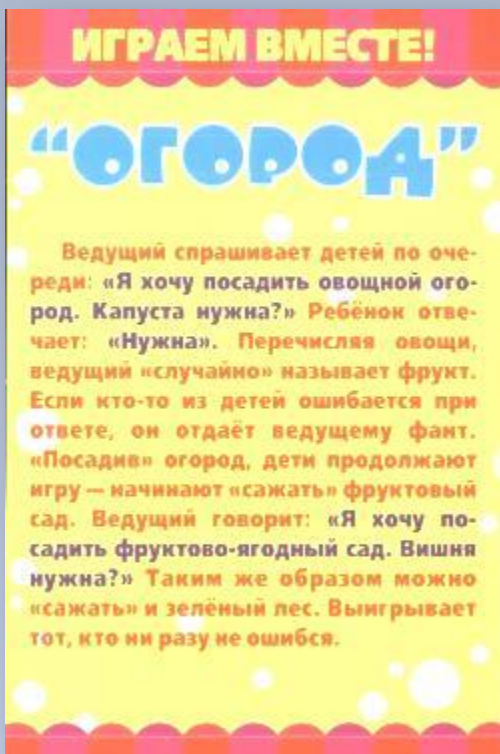 ИГРАЕМ ВМЕСТЕ!
“ОГОРОД”
Ведущий спрашивает детей по оче-
реди: «Я хочу посадить овощной ого-
род. Капуста нужна?» Ребёнок отве-
чает: «Нужна». Перечисляя овощи,
ведущий «случайно» называет фрукт.
Если кто-то из детей ошибается при
ответе, он отдаёт ведущему фант.
«Посадив» огород, дети продолжают
игру — начинают «сажать» фруктовый
сад. Ведущий говорит: «Я хочу по-
садить фруктово-ягодный сад. Вишня
нужна?» Таким же образом можно
«сажать» и зелёный лес. Выигрывает
тот, кто ни разу не ошибся.